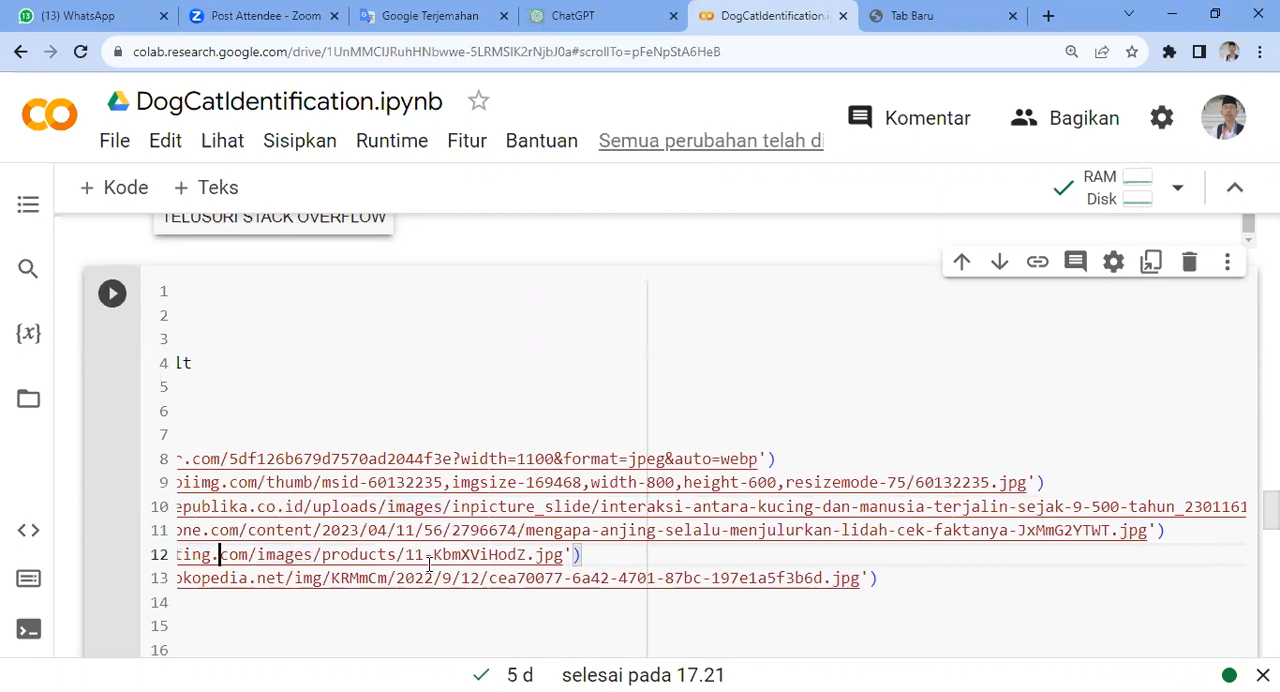 (13) WhatsApp
Post Attendee - Zoom
Google Terjemahan
ChatGPT
DogCatIdentification.i
Tab Baru
colab.research.google.com/drive/1UnMMCIJRuhHNbwwe-5LRMSIK2rNjbJ0a#scrollTo=pFeNpStA6HeB
DogCatIdentification.ipynb
Komentar
Bagikan
File Edit Lihat Sisipkan Runtime Fitur Bantuan Semua perubahan telah di
+ Kode + Teks
RAM
Disk
TELUSURI STACK OVERFLOW
{x}
1
2
3
4 lt
5
6
7
8 r.com/5df126b679d7570ad2044f3e?width=1100&format=jpeg&auto=webp')
9 oiimg.com/thumb/msid-60132235,imgsize-169468,width-800,height-600,resizemode-75/60132235.jpg')
10 epublika.co.id/uploads/images/inpicture_slide/interaksi-antara-kucing-dan-manusia-terjalin-sejak-9-500-tahun_2301161
11 one.com/content/2023/04/11/56/2796674/mengapa-anjing-selalu-menjulurkan-lidah-cek-faktanya-JxMmG2YTWT.jpg')
12 ting.com/images/products/11-KbmXViHodZ.jpg')
13 okopedia.net/img/KRMmCm/2022/9/12/cea70077-6a42-4701-87bc-197e1a5f3b6d.jpg')
14
15
16
5 d selesai pada 17.21